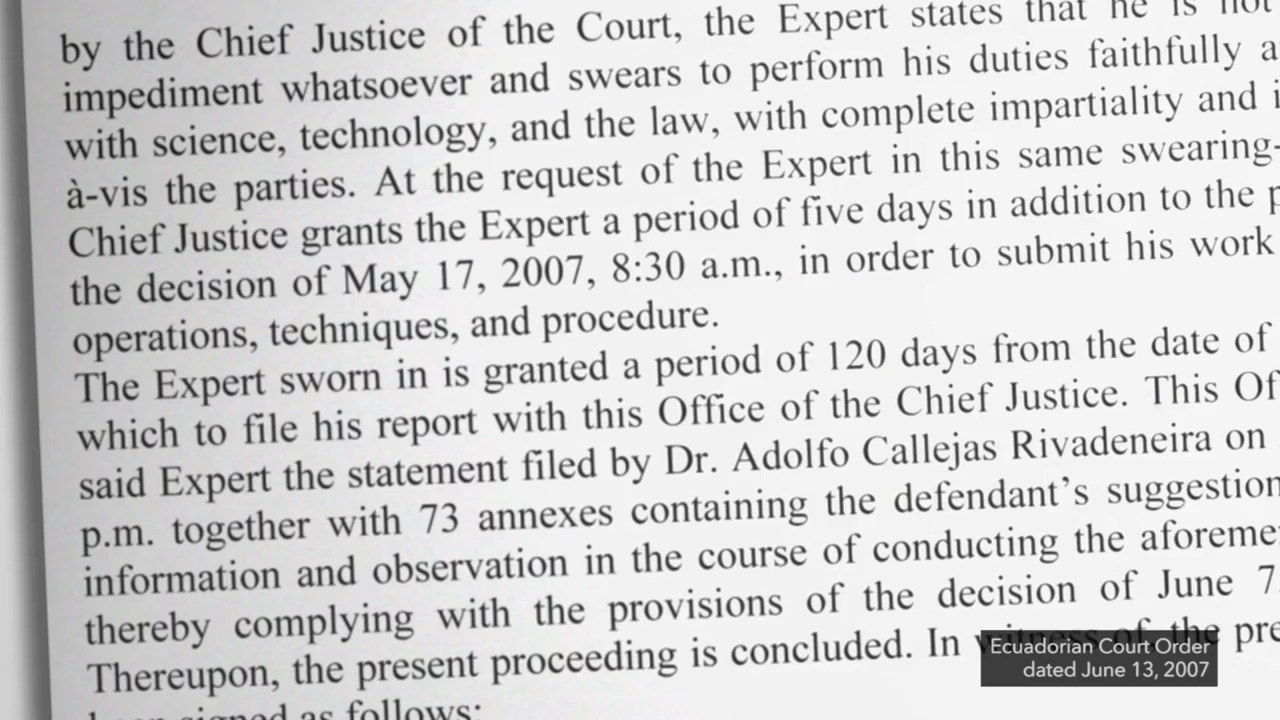 by the Chief Justice of the Court, the Expert states that he is not
impediment whatsoever and swears to perform his duties faithfully a
with science, technology, and the law, with complete impartiality and i
à-vis the parties. At the request of the Expert in this same swearing-
Chief Justice grants the Expert a period of five days in addition to the p
the decision of May 17, 2007, 8:30 a.m., in order to submit his work
operations, techniques, and procedure.
The Expert sworn in is granted a period of 120 days from the date of
which to file his report with this Office of the Chief Justice. This Of
said Expert the statement filed by Dr. Adolfo Callejas Rivadeneira on
p.m. together with 73 annexes containing the defendant's suggestion
information and observation in the course of conducting the aforeme
thereby complying with the provisions of the decision of June 7
Thereupon, the present proceeding is concluded. In witness of the pre
signed as follows:
Ecuadorian Court Order
dated June 13, 2007